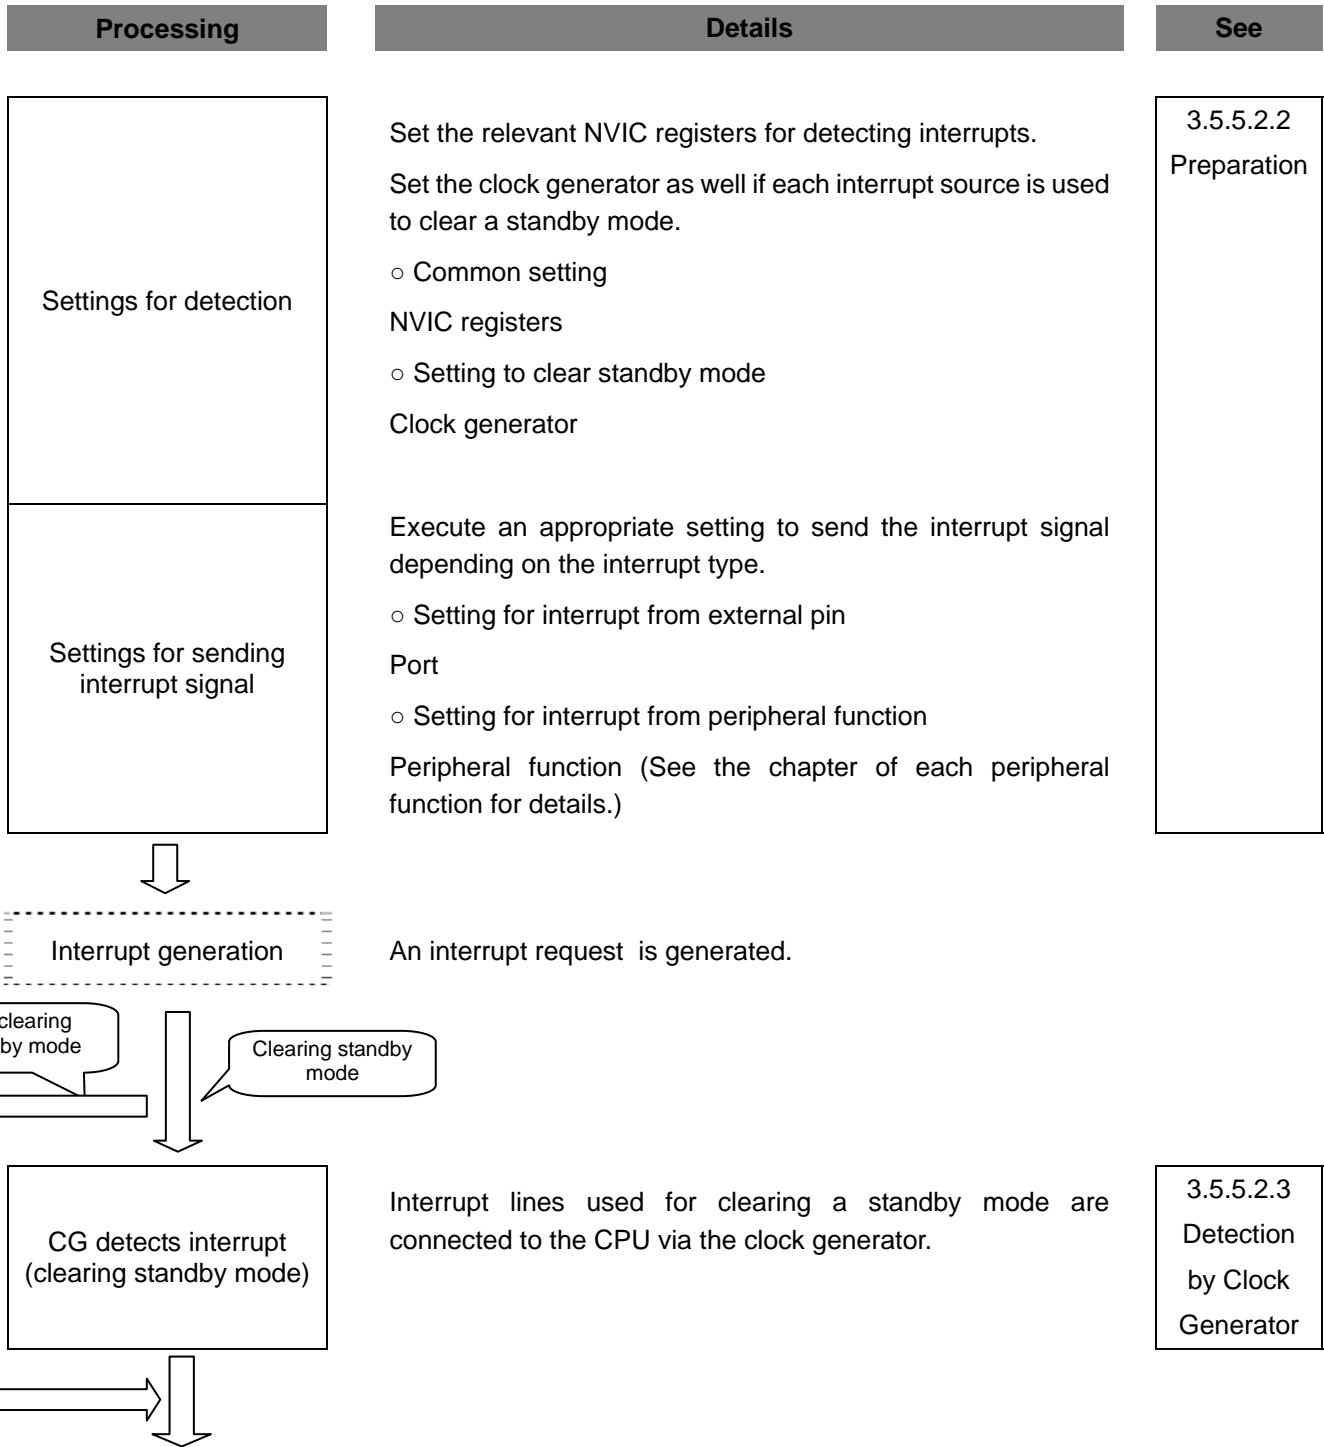 Processing
Details
See
Settings for detection
Set the relevant NVIC registers for detecting interrupts.
Set the clock generator as well if each interrupt source is used
to clear a standby mode.
○ Common setting
NVIC registers
○ Setting to clear standby mode
Clock generator
3.5.5.2.2
Preparation
Settings for sending
interrupt signal
Execute an appropriate setting to send the interrupt signal
depending on the interrupt type.
○ Setting for interrupt from external pin
Port
○ Setting for interrupt from peripheral function
Peripheral function (See the chapter of each peripheral
function for details.)
Interrupt generation
An interrupt request is generated.
clearing
by mode
Clearing standby
mode
CG detects interrupt
(clearing standby mode)
Interrupt lines used for clearing a standby mode are
connected to the CPU via the clock generator.
3.5.5.2.3
Detection
by Clock
Generator